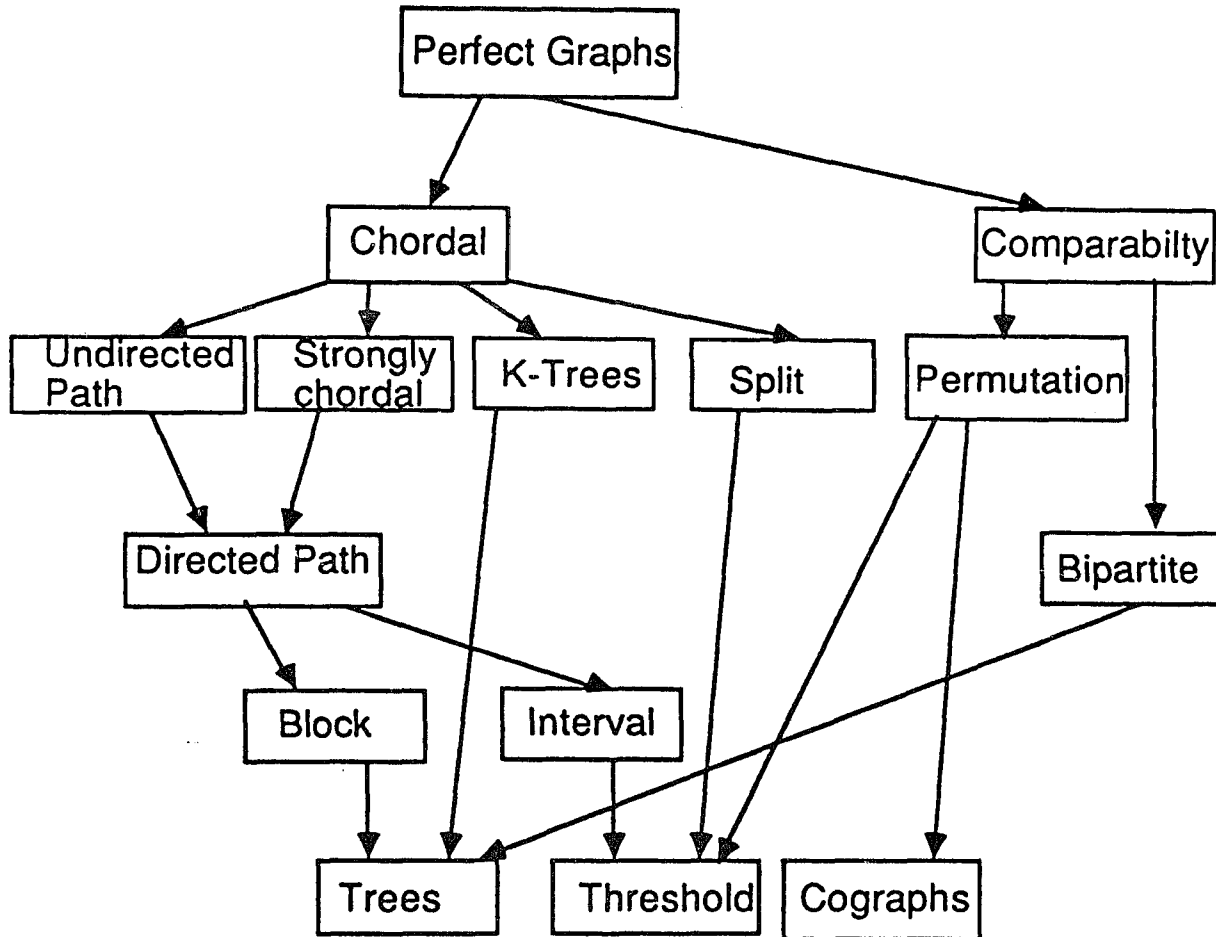 Perfect Graphs
Chordal
Comparabilty
Undirected
Path
Strongly
chordal
K-Trees
Split
Permutation
Directed Path
Bipartite
Block
Interval
Trees
Threshold
Cographs